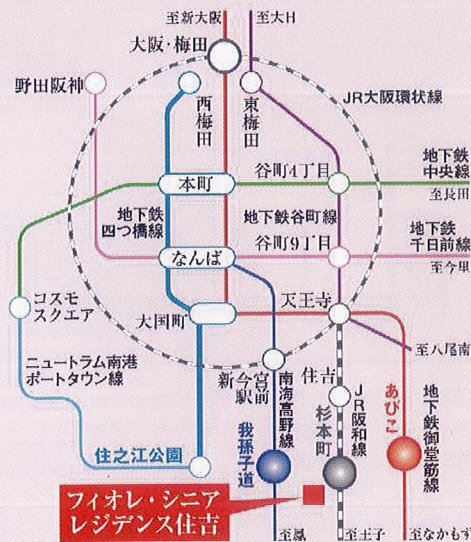 至新大阪
至大日
大阪・梅田
野田阪神
西梅田
東梅田
JR大阪環状線
谷町4丁目
地下鉄
中央線
至長田
本町
地下鉄
四つ橋線
地下鉄谷町線
谷町9丁目
地下鉄
千日前線
至今里
なんば
コスモ
スクエア
大国町
天王寺
至八尾南
ニュートラム南港
ポートタウン線
新今宮
駅前
住吉
南海高野線
JR阪和線
あびこ
地下鉄御堂筋線
住之江公園
我孫子道
杉本町
フィオレ・シニア
レジデンス住吉
至鳳
至王子
至なかもず